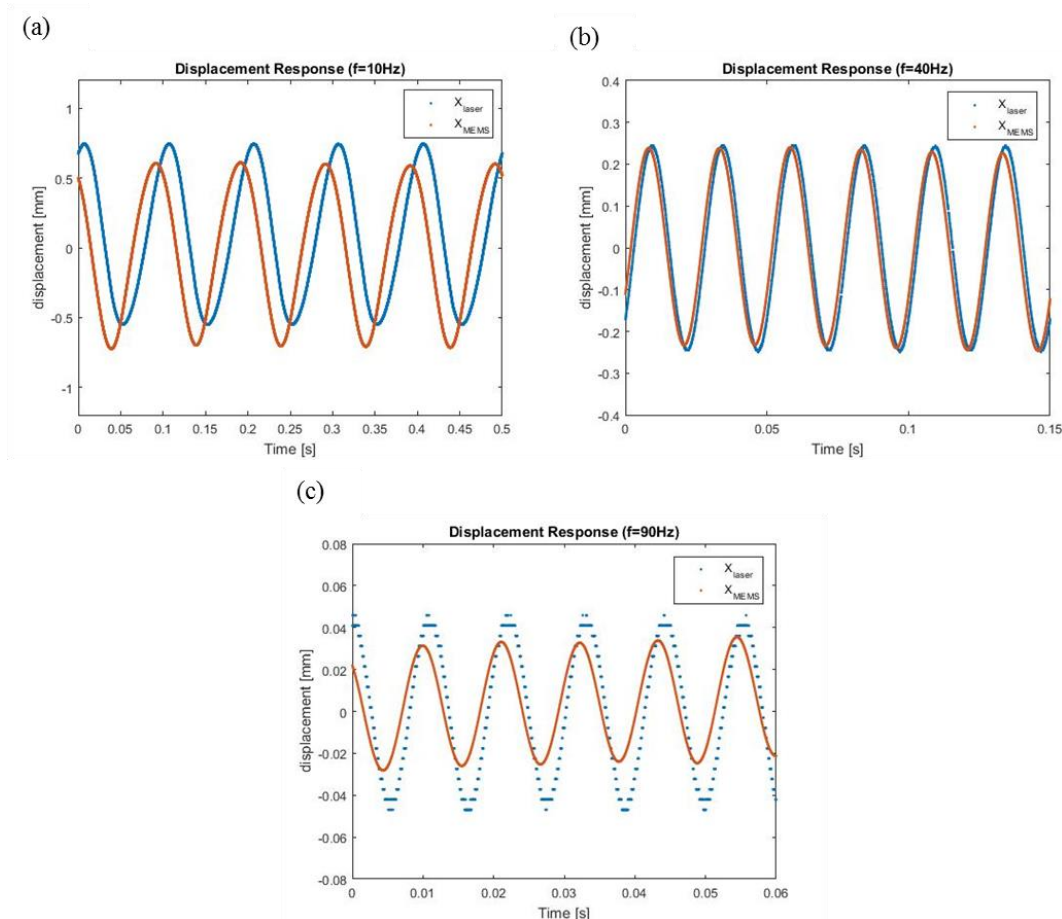 (a)
Displacement Response (f=10Hz)
X_laser
X_MEMS
displacement [mm]
1
0.5
0
-0.5
-1
0 0.05 0.1 0.15 0.2 0.25 0.3 0.35 0.4 0.45 0.5
Time [s]
(b)
Displacement Response (f=40Hz)
X_laser
X_MEMS
displacement [mm]
0.4
0.3
0.2
0.1
0
-0.1
-0.2
-0.3
-0.4
0 0.05 0.1 0.15
Time [s]
(c)
Displacement Response (f=90Hz)
X_laser
X_MEMS
displacement [mm]
0.08
0.06
0.04
0.02
0
-0.02
-0.04
-0.06
-0.08
0 0.01 0.02 0.03 0.04 0.05 0.06
Time [s]